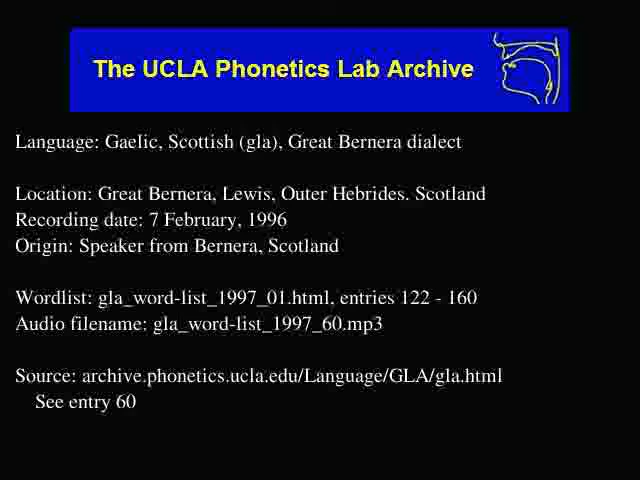 The UCLA Phonetics Lab Archive
Language: Gaelic, Scottish (gla), Great Bernera dialect
Location: Great Bernera, Lewis, Outer Hebrides. Scotland
Recording date: 7 February, 1996
Origin: Speaker from Bernera, Scotland
Wordlist: gla_word-list_1997_01.html, entries 122 - 160
Audio filename: gla_word-list_1997_60.mp3
Source: archive.phonetics.ucla.edu/Language/GLA/gla.html
See entry 60